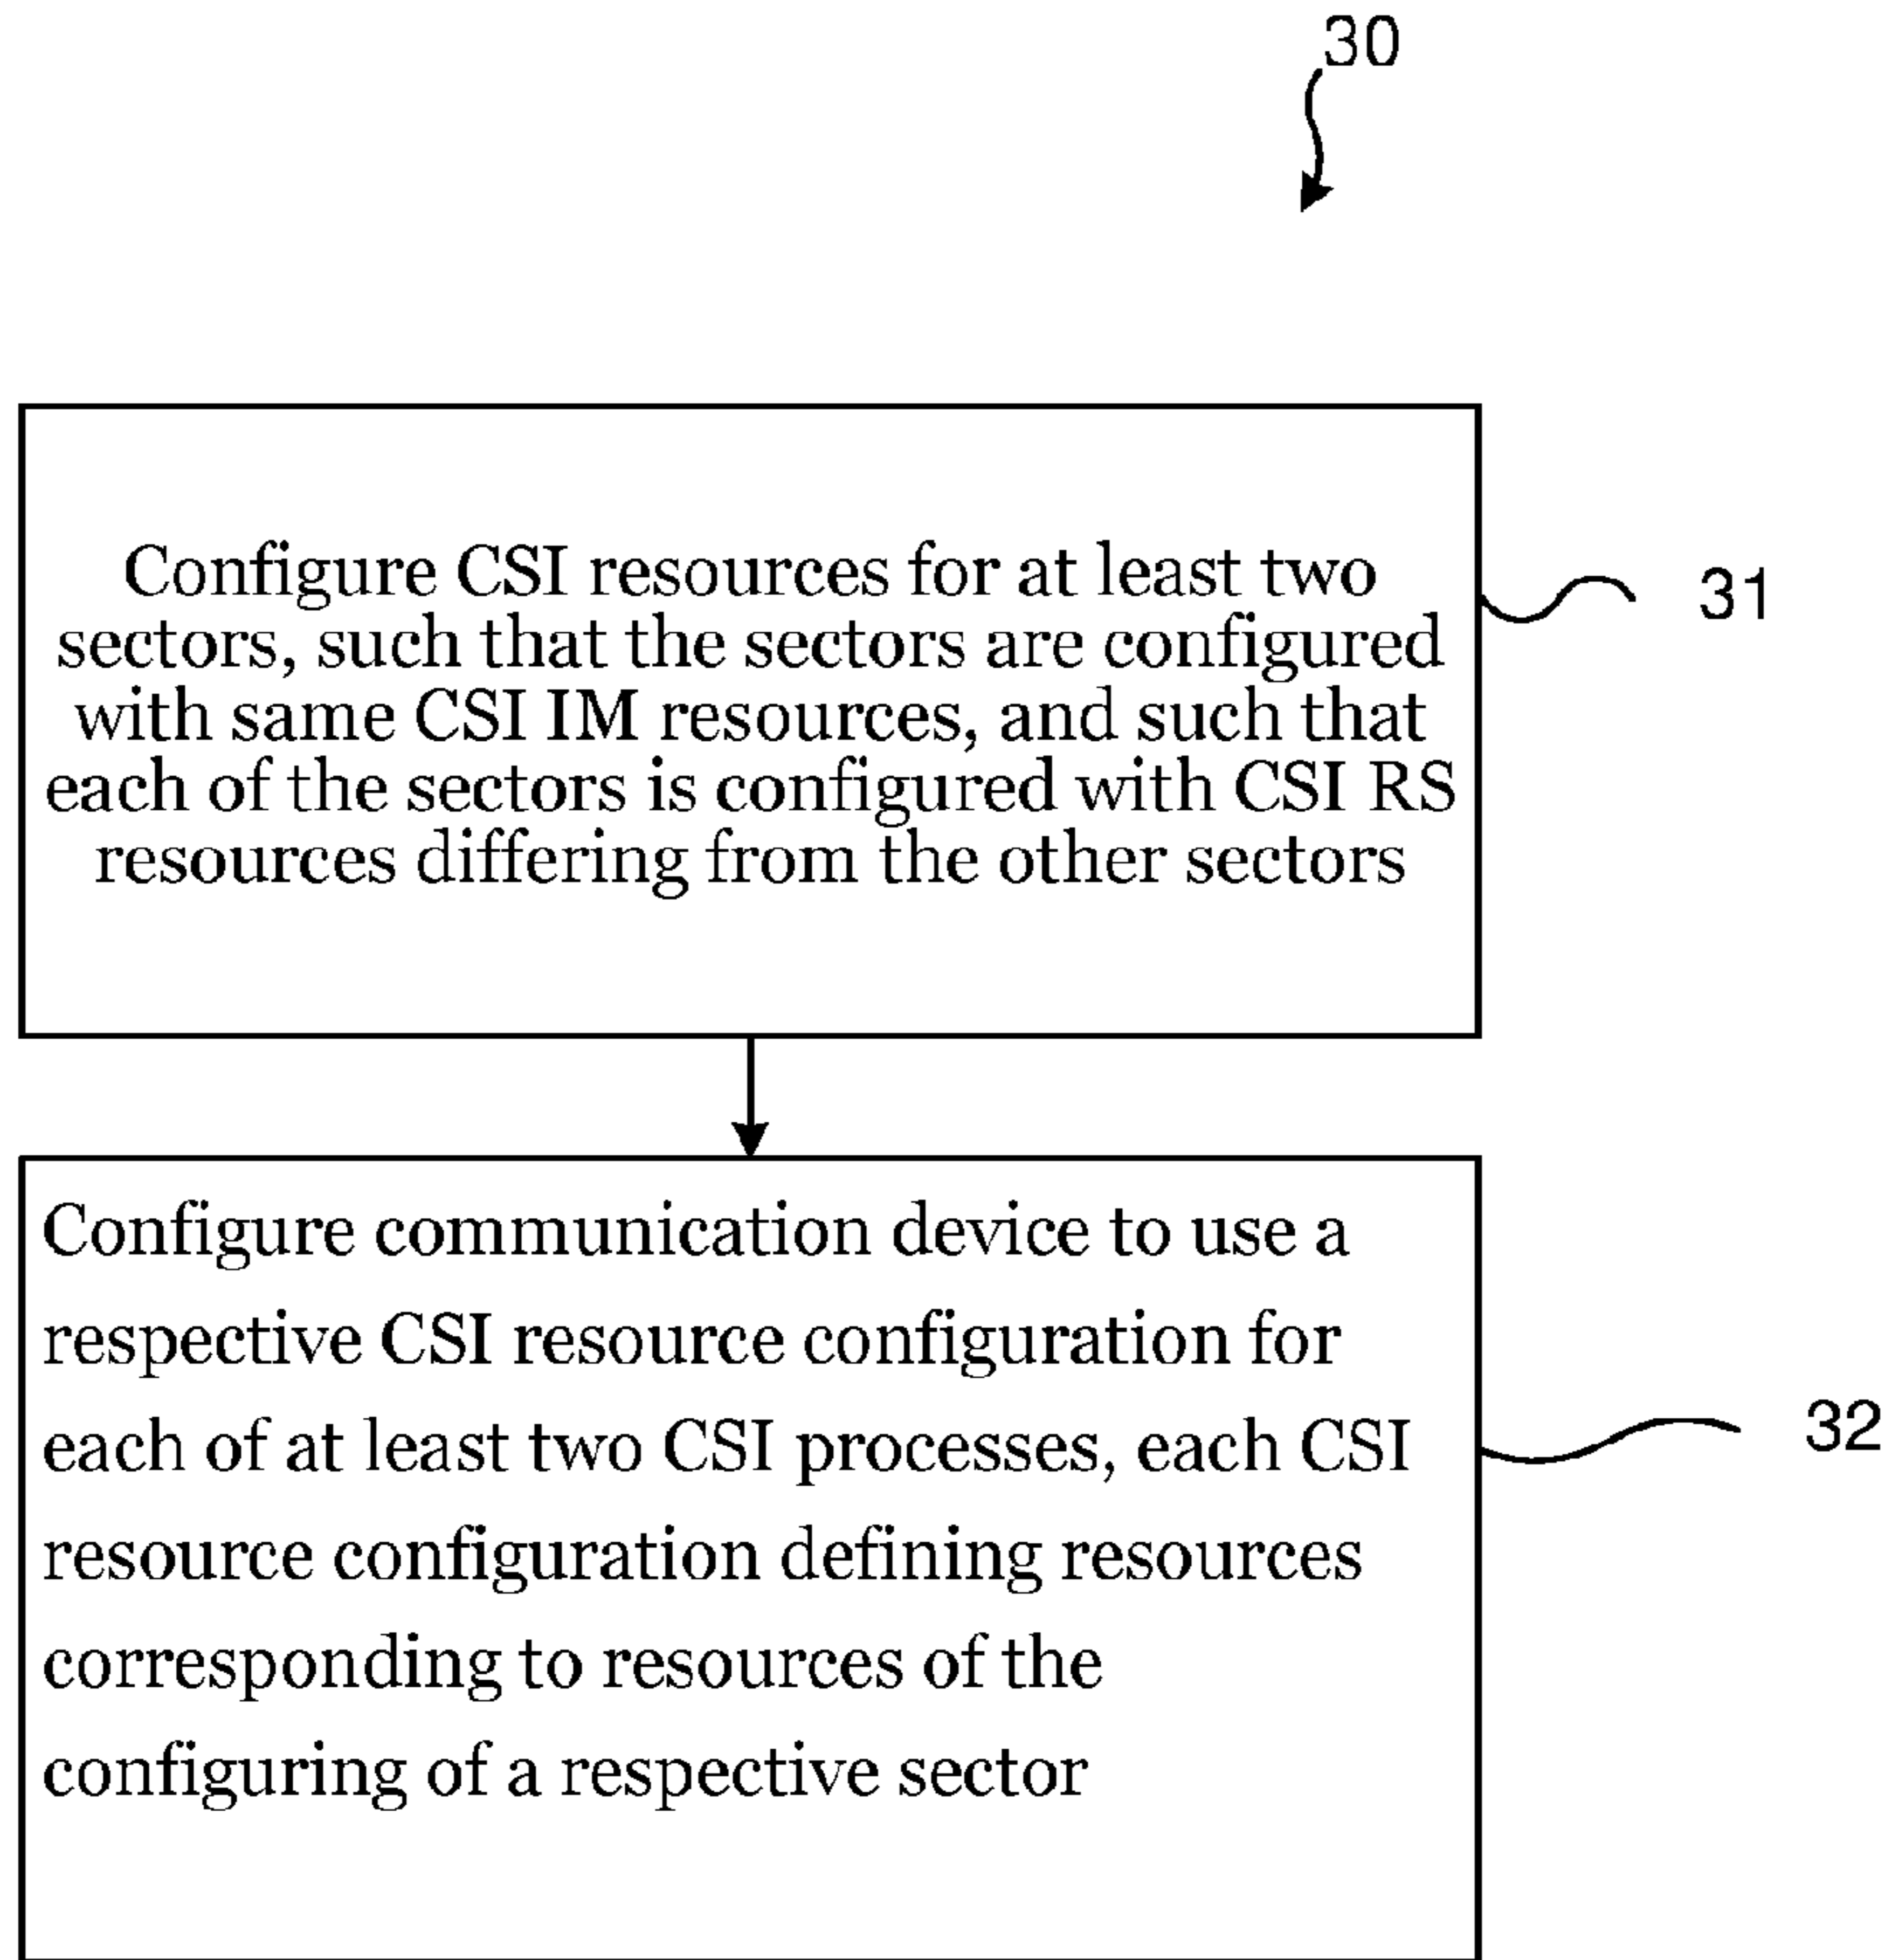 30
Configure CSI resources for at least two
sectors, such that the sectors are configured
with same CSI IM resources, and such that
each of the sectors is configured with CSI RS
resources differing from the other sectors
31
Configure communication device to use a
respective CSI resource configuration for
each of at least two CSI processes, each CSI
resource configuration defining resources
corresponding to resources of the
configuring of a respective sector
32